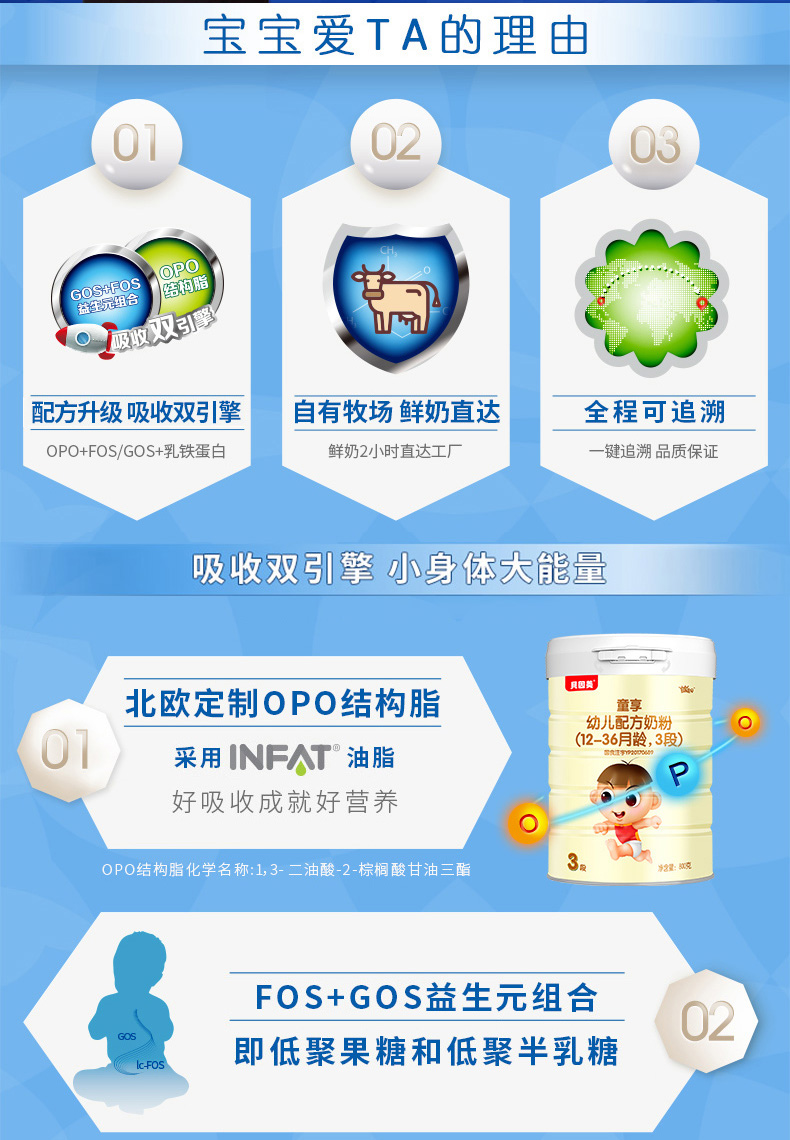 宝宝爱TA的理由
01
02
03
GOS+FOS
益生元组合
OPO
结构脂
吸收双引擎
CH₃
O
配方升级 吸收双引擎
OPO+FOS/GOS+乳铁蛋白
自有牧场 鲜奶直达
鲜奶2小时直达工厂
全程可追溯
一键追溯 品质保证
吸收双引擎 小身体大能量
01
北欧定制OPO结构脂
采用 INFAT® 油脂
好吸收成就好营养
OPO结构脂化学名称:1,3-二油酸-2-棕榈酸甘油三酯
贝因美
童享
幼儿配方奶粉
(12-36月龄,3段)
O
P
O
3段
净含量: 800克
02
FOS+GOS益生元组合
即低聚果糖和低聚半乳糖
GOS
lc-FOS